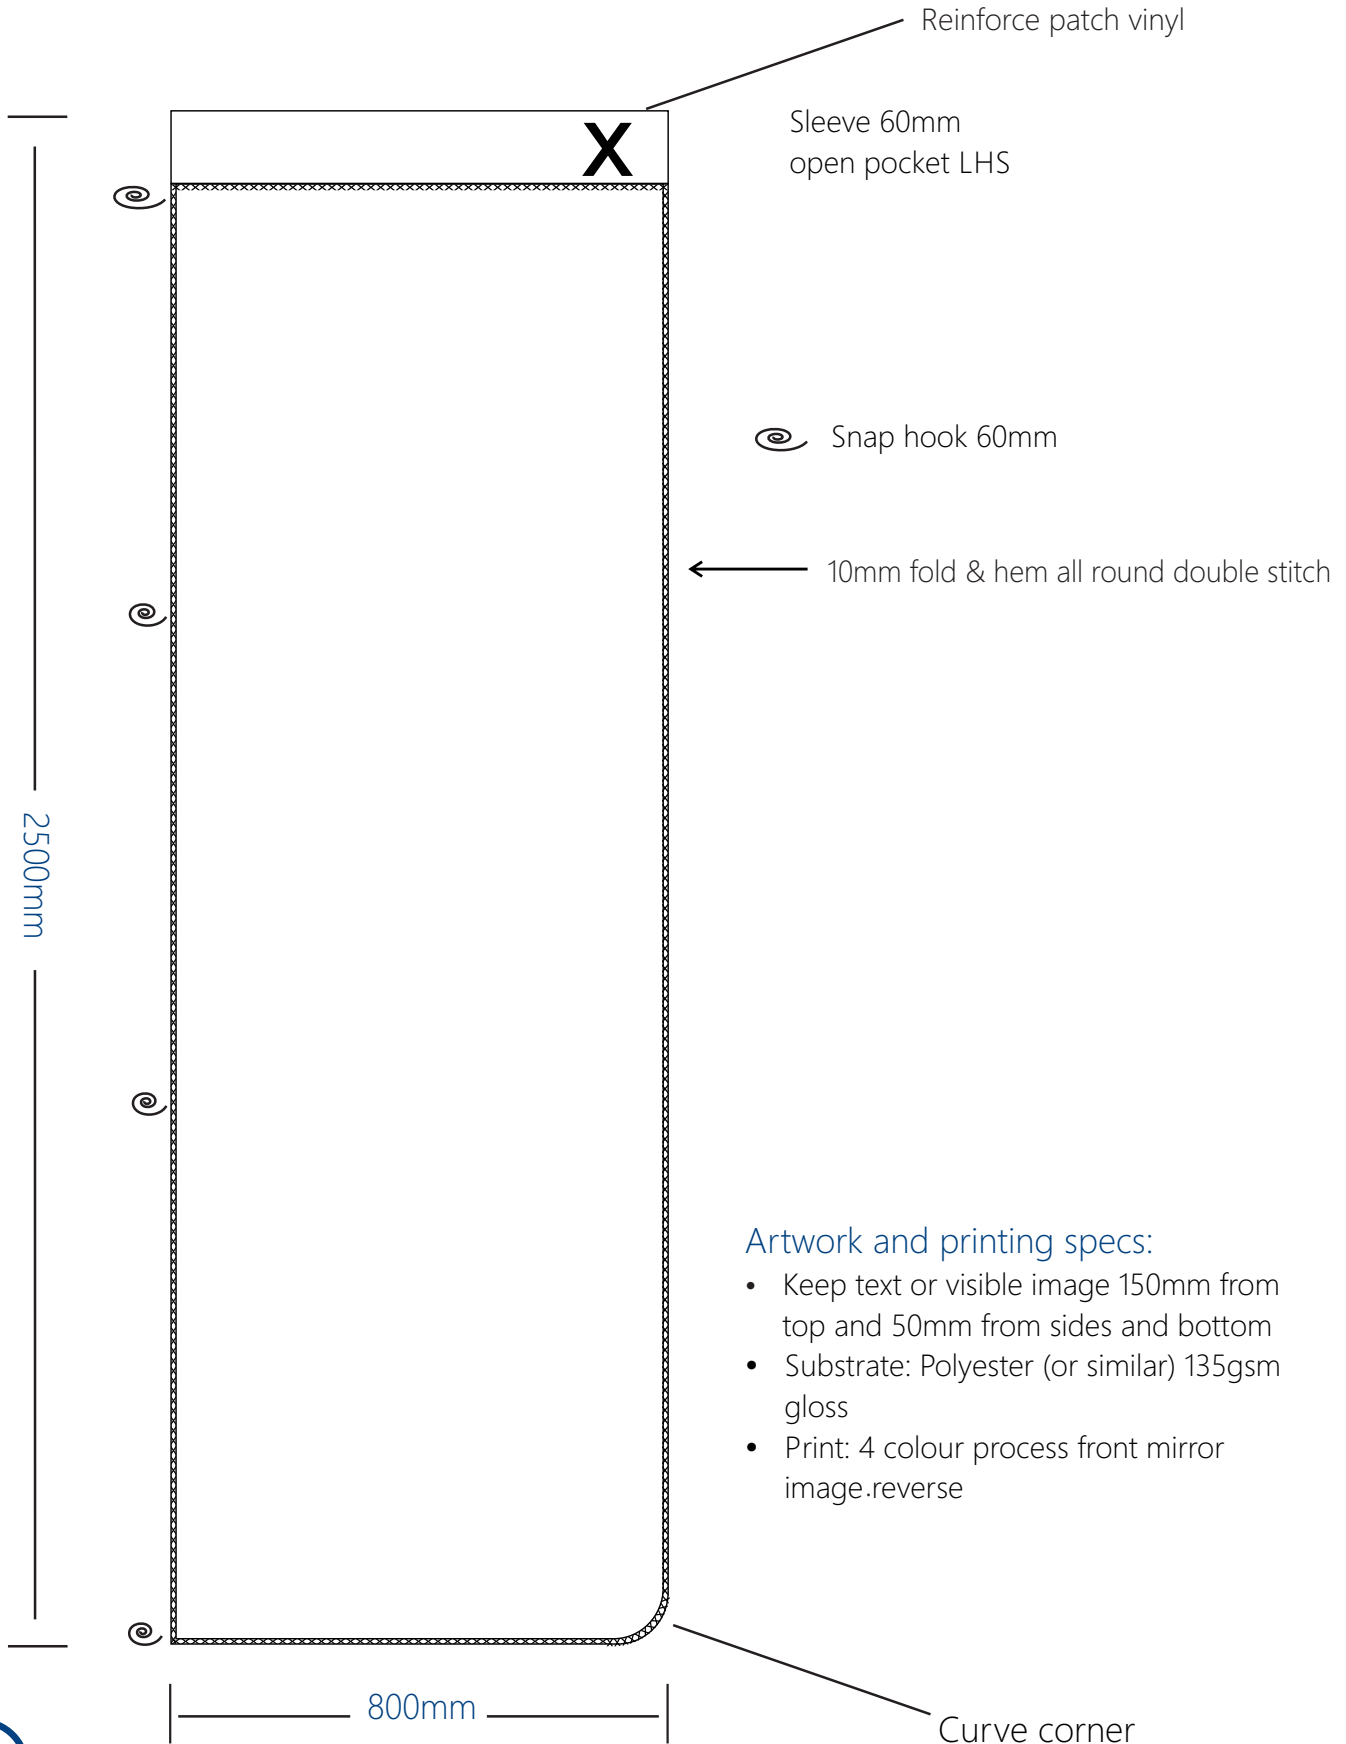 Reinforce patch vinyl
Sleeve 60mm
open pocket LHS
X
Snap hook 60mm
10mm fold & hem all round double stitch
2500mm
Artwork and printing specs:
• Keep text or visible image 150mm from
top and 50mm from sides and bottom
• Substrate: Polyester (or similar) 135gsm
gloss
• Print: 4 colour process front mirror
image.reverse
800mm
Curve corner